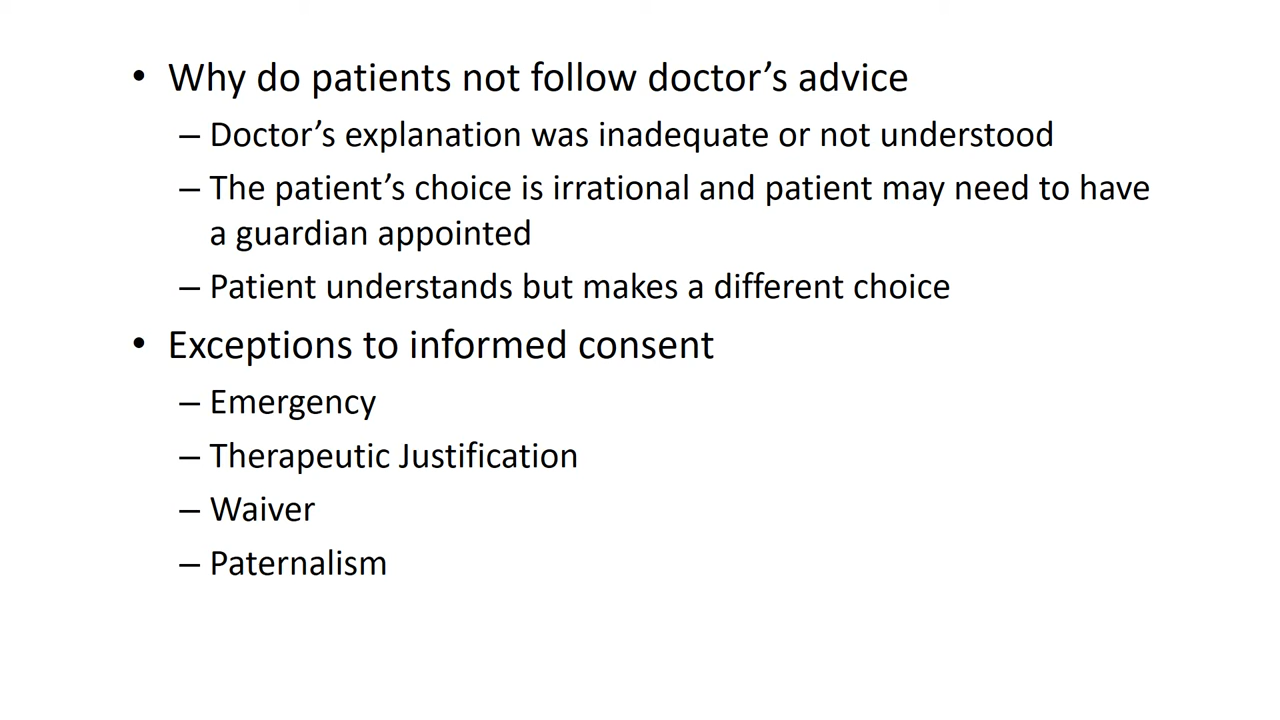 • Why do patients not follow doctor’s advice
– Doctor’s explanation was inadequate or not understood
– The patient’s choice is irrational and patient may need to have
a guardian appointed
– Patient understands but makes a different choice
• Exceptions to informed consent
– Emergency
– Therapeutic Justification
– Waiver
– Paternalism